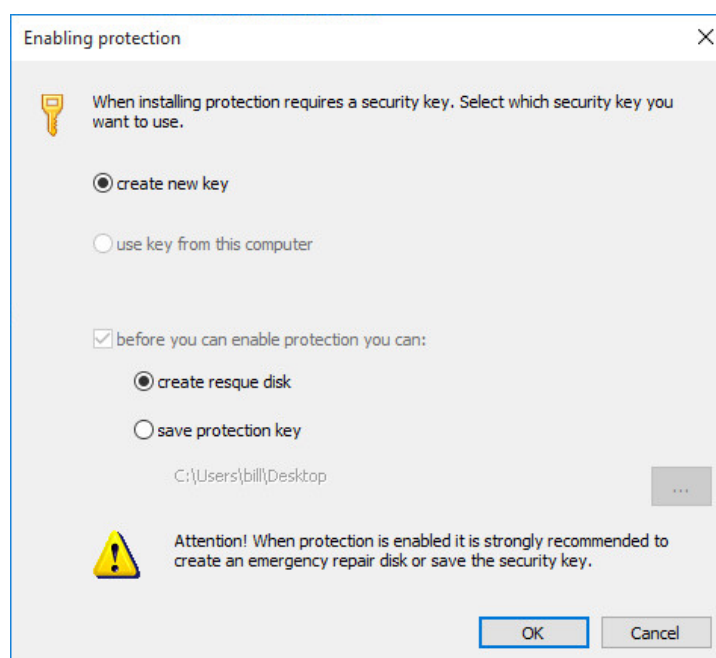 Enabling protection
When installing protection requires a security key. Select which security key you
want to use.
create new key
use key from this computer
before you can enable protection you can:
create resque disk
save protection key
C:\Users\bill\Desktop
...
Attention! When protection is enabled it is strongly recommended to
create an emergency repair disk or save the security key.
OK
Cancel